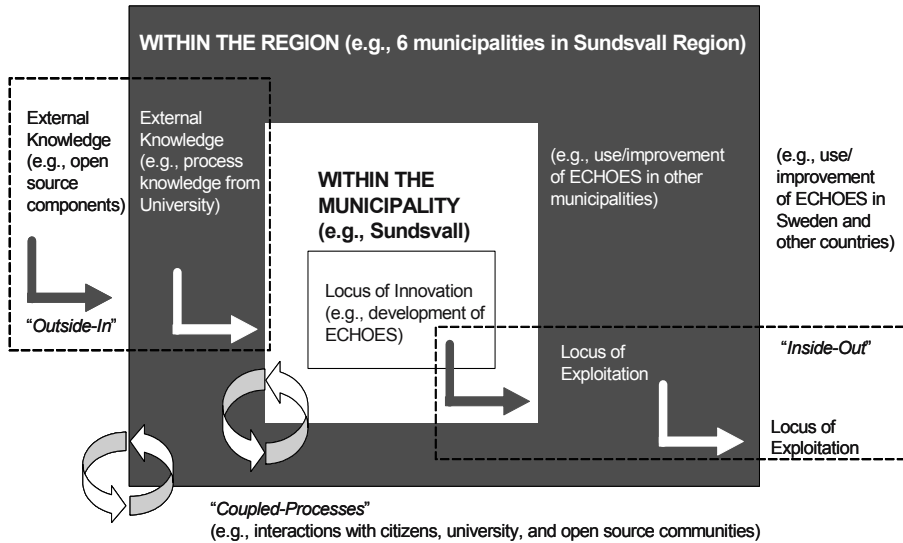 WITHIN THE REGION (e.g., 6 municipalities in Sundsvall Region)
External
Knowledge
(e.g., open
source
components)
“Outside-In”
External
Knowledge
(e.g., process
knowledge from
University)
WITHIN THE
MUNICIPALITY
(e.g., Sundsvall)
Locus of Innovation
(e.g., development of
ECHOES)
(e.g., use/improvement
of ECHOES in other
municipalities)
(e.g., use/
improvement
of ECHOES in
Sweden and
other countries)
Locus of
Exploitation
“Inside-Out”
Locus of
Exploitation
“Coupled-Processes”
(e.g., interactions with citizens, university, and open source communities)